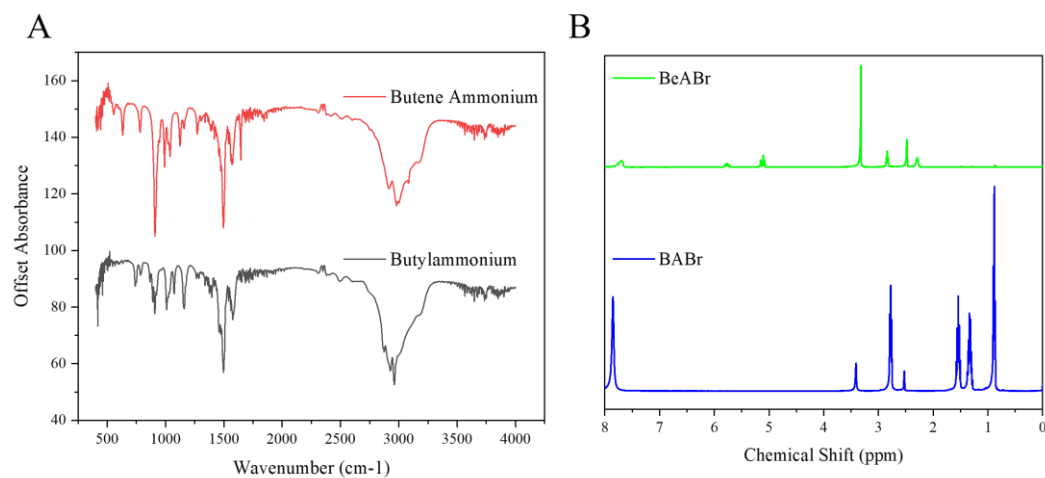 A
B
160
140
120
100
80
60
40
Offset Absorbance
Butene Ammonium
Butylammonium
500 1000 1500 2000 2500 3000 3500 4000
Wavenumber (cm-1)
BeABr
BABr
8 7 6 5 4 3 2 1 0
Chemical Shift (ppm)